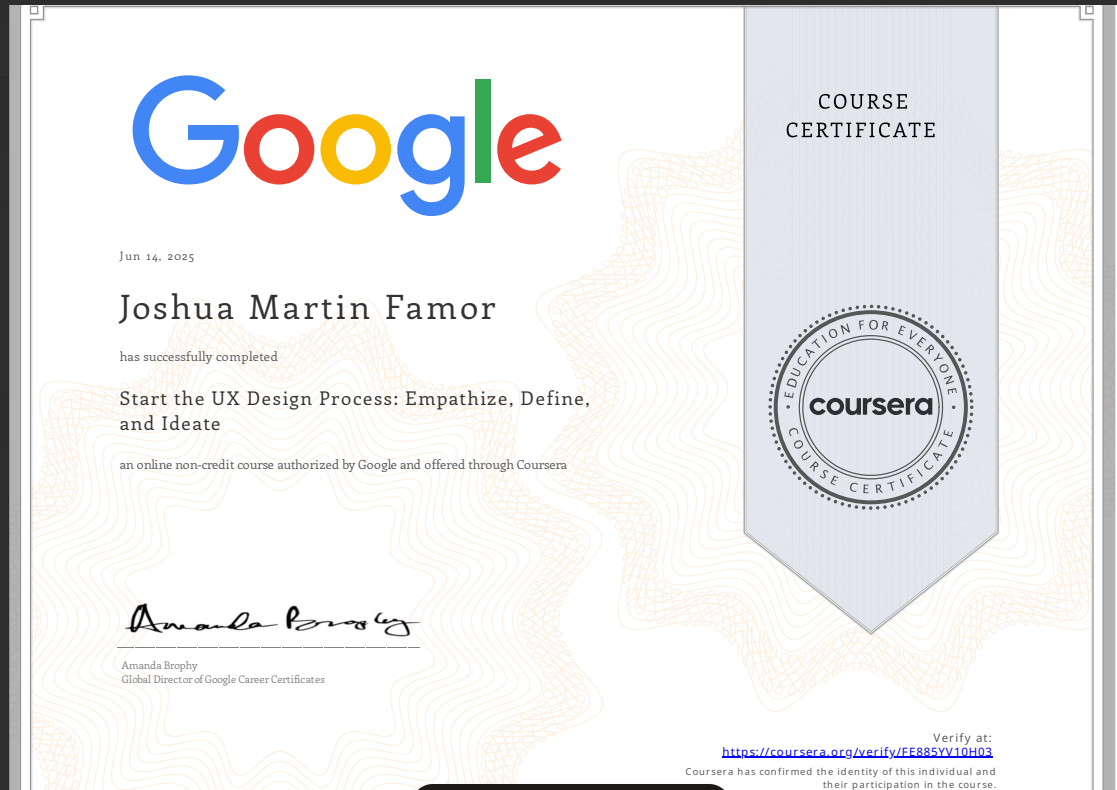 Google
COURSE
CERTIFICATE
Jun 14, 2025
Joshua Martin Famor
has successfully completed
Start the UX Design Process: Empathize, Define,
and Ideate
an online non-credit course authorized by Google and offered through Coursera
EDUCATION FOR EVERYONE
coursera
COURSE CERTIFICATE
Amanda Brophy
Amanda Brophy
Global Director of Google Career Certificates
Verify at:
https://coursera.org/verify/FE885YV10H03
Coursera has confirmed the identity of this individual and
their participation in the course.